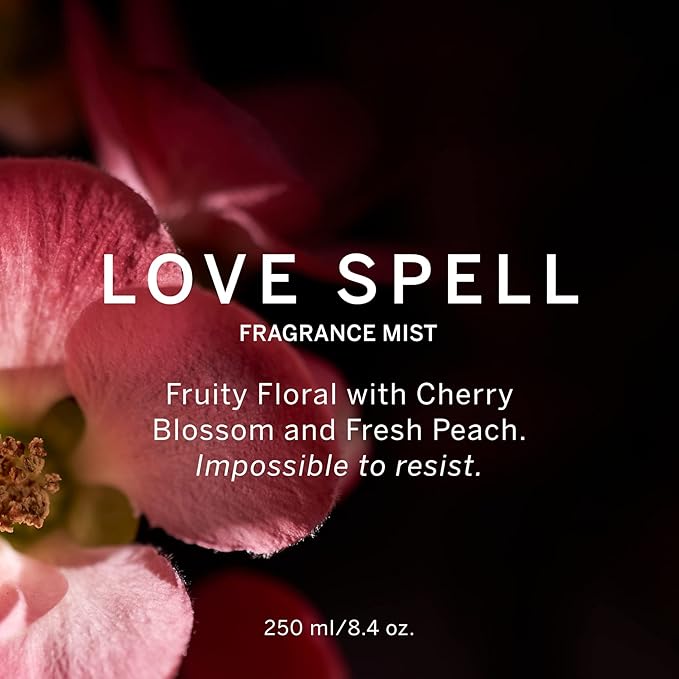 LOVE SPELL
FRAGRANCE MIST
Fruity Floral with Cherry
Blossom and Fresh Peach.
Impossible to resist.
250 ml/8.4 oz.